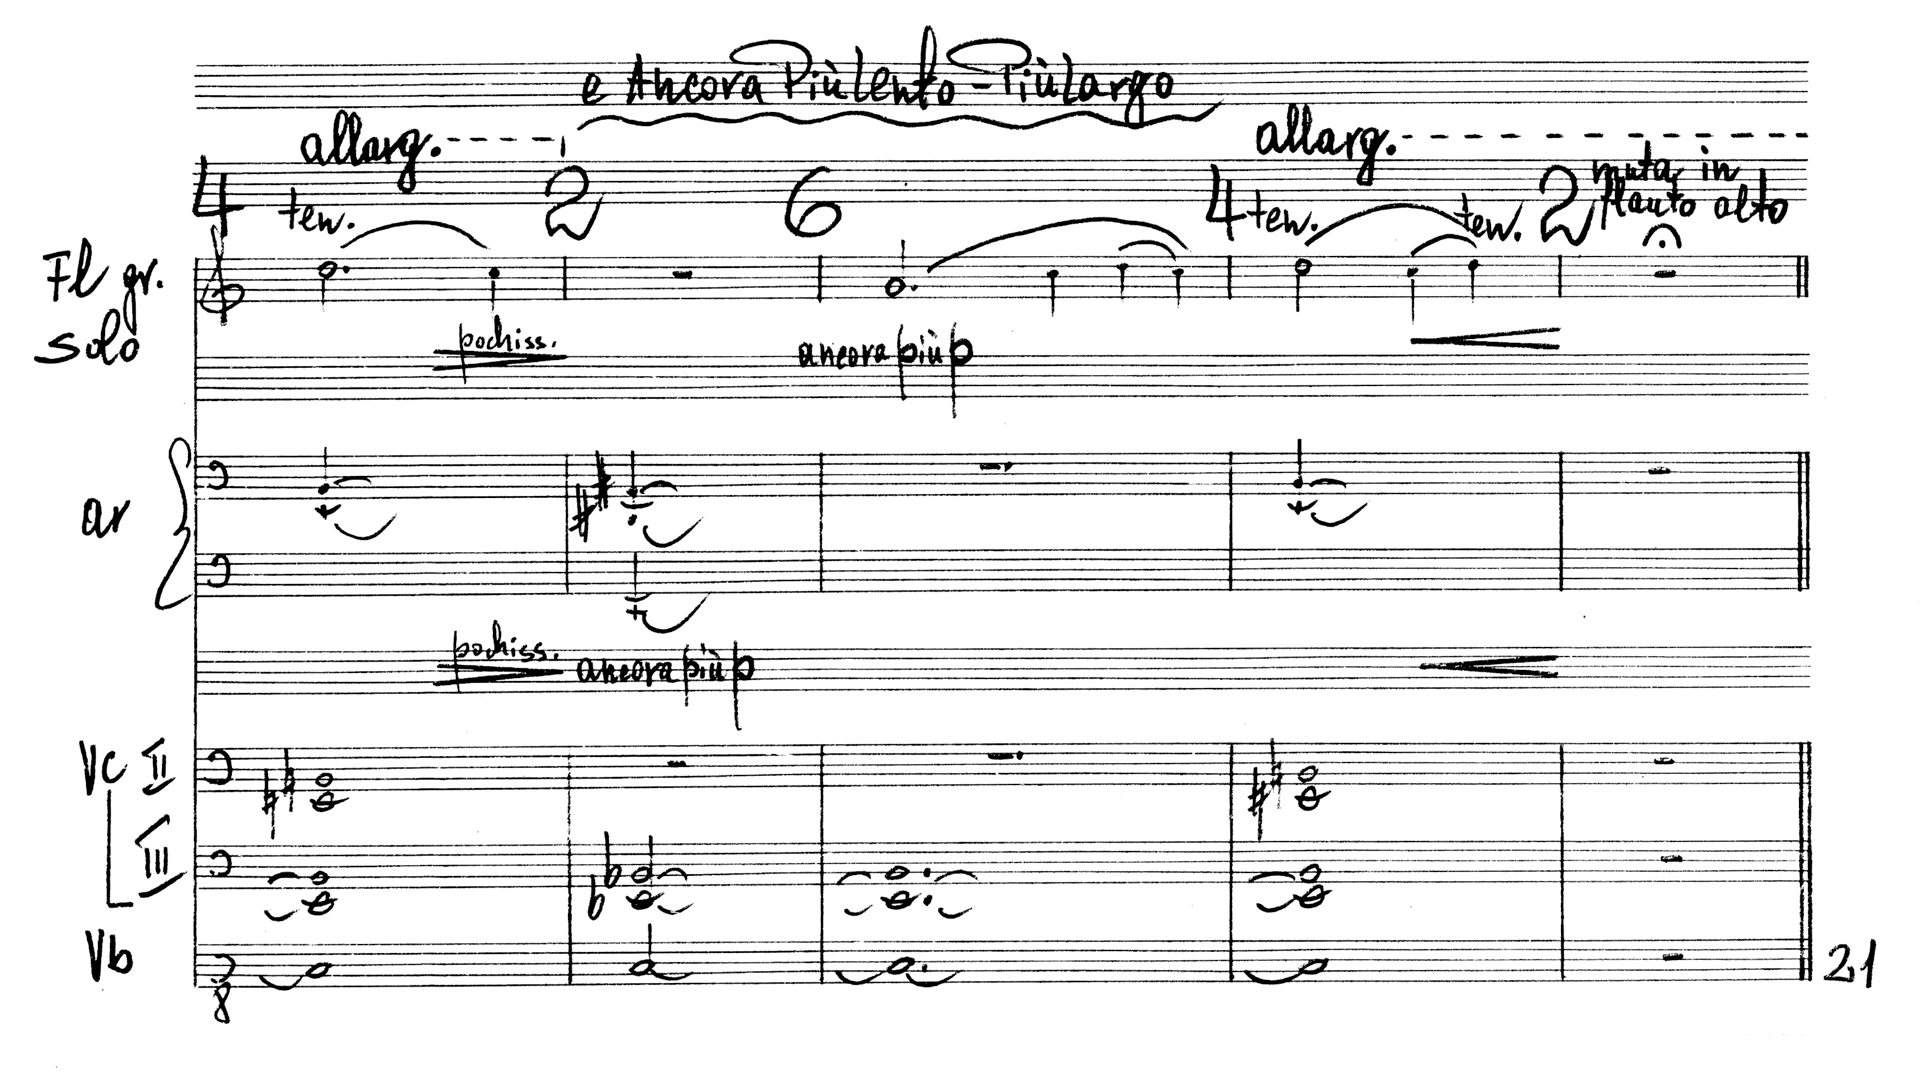 e Ancora Più Lento - Più Largo
allarg. allarg.
4 2 6 4 2 muta in
ten. ten. ten. flauto alto
Fl gr.
solo
pochiss. ancora più p
ar
pochiss. ancora più p
Vc II
III
Vb
8
21